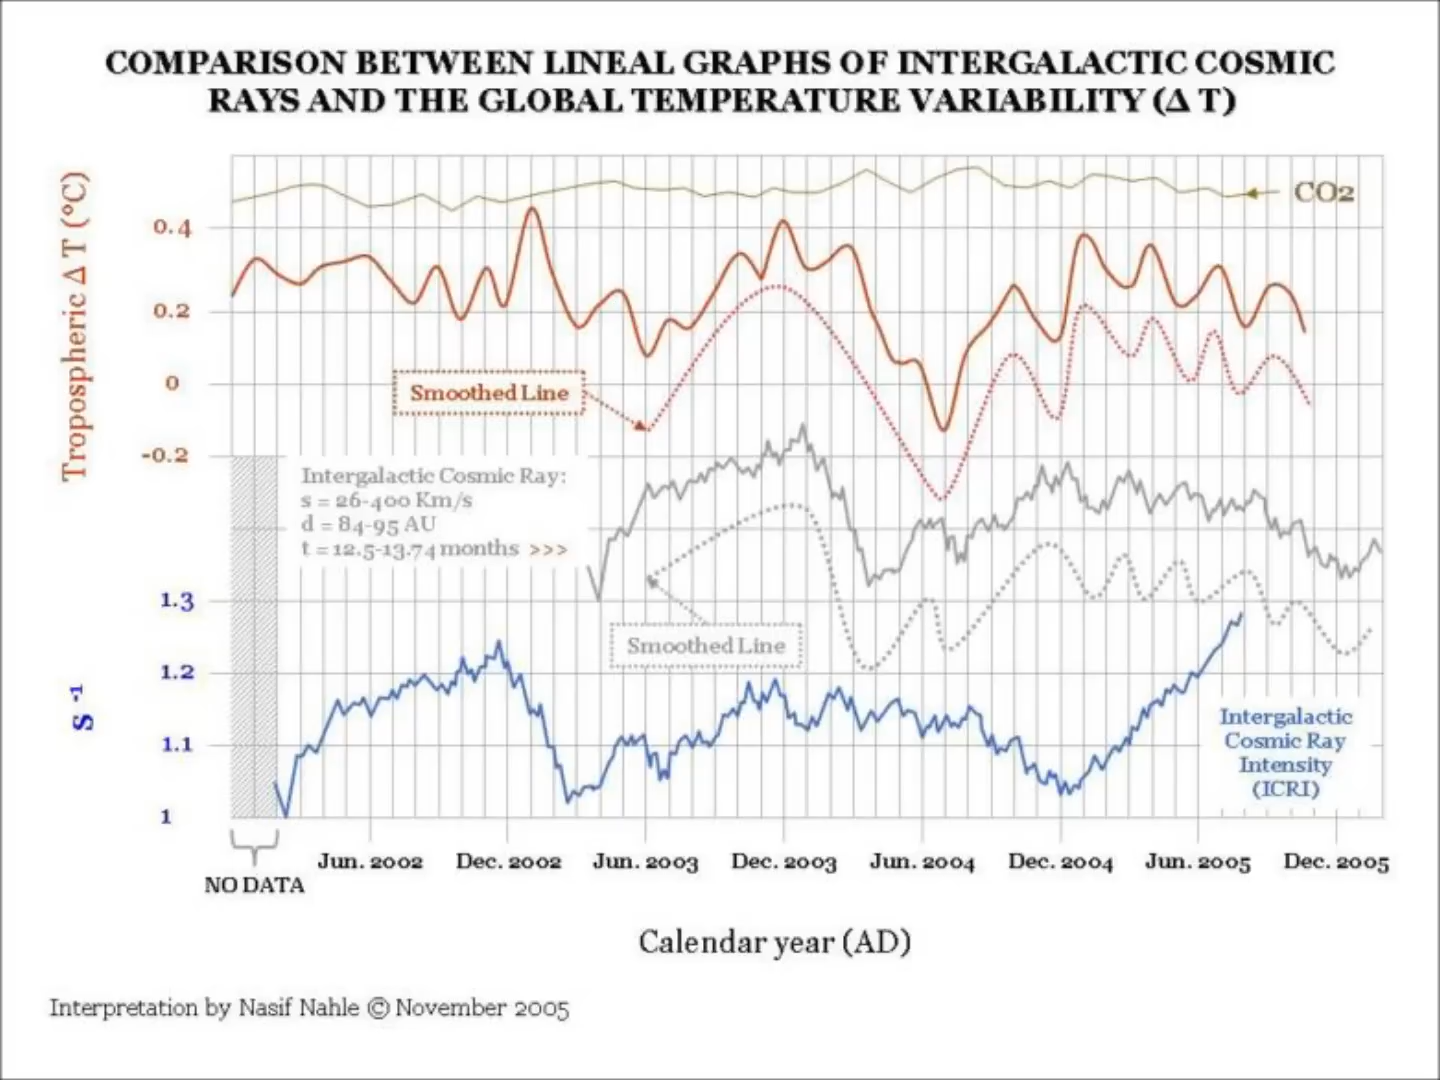 COMPARISON BETWEEN LINEAL GRAPHS OF INTERGALACTIC COSMIC
RAYS AND THE GLOBAL TEMPERATURE VARIABILITY (Δ T)
Tropospheric Δ T (°C)
CO2
0.4
0.2
0
Smoothed Line
-0.2
Intergalactic Cosmic Ray:
s = 26-400 Km/s
d = 84-95 AU
t = 12.5-13.74 months >>>
1.3
Smoothed Line
1.2
S -1
Intergalactic
Cosmic Ray
Intensity
(ICRI)
1.1
1
Jun. 2002 Dec. 2002 Jun. 2003 Dec. 2003 Jun. 2004 Dec. 2004 Jun. 2005 Dec. 2005
NO DATA
Calendar year (AD)
Interpretation by Nasif Nahle © November 2005